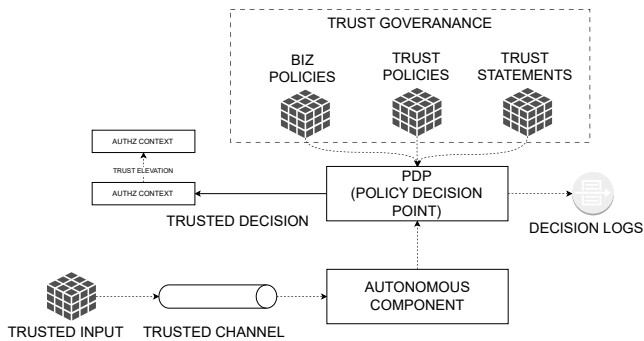 TRUST GOVERANANCE
BIZ
POLICIES
TRUST
POLICIES
TRUST
STATEMENTS
AUTHZ CONTEXT
TRUST ELEVATION
AUTHZ CONTEXT
TRUSTED DECISION
PDP
(POLICY DECISION
POINT)
DECISION LOGS
AUTONOMOUS
COMPONENT
TRUSTED INPUT
TRUSTED CHANNEL